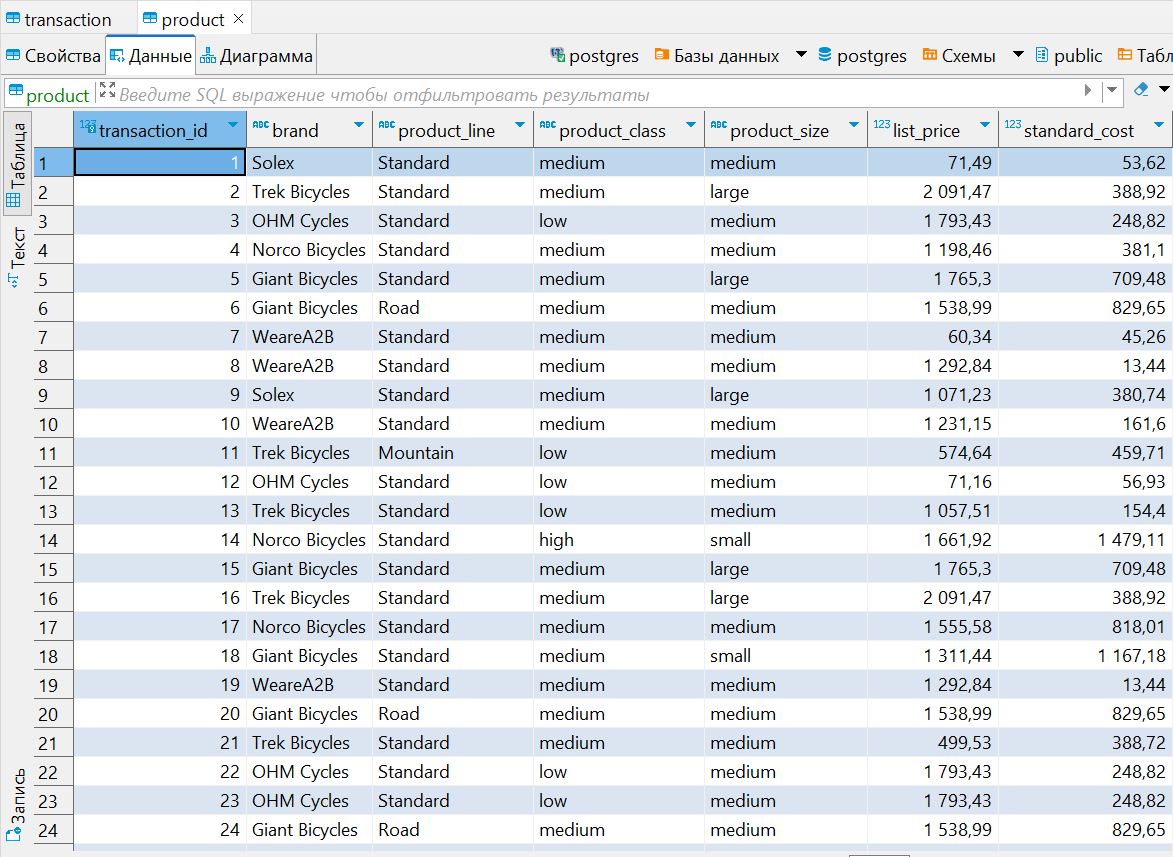 transaction product
Свойства Данные Диаграмма postgres Базы данных postgres Схемы public Табл
product Введите SQL выражение чтобы отфильтровать результаты
Таблица
Текст
Запись
123 transaction_id ABC brand ABC product_line ABC product_class ABC product_size 123 list_price 123 standard_cost
1 1 Solex Standard medium medium 71,49 53,62
2 2 Trek Bicycles Standard medium large 2 091,47 388,92
3 3 OHM Cycles Standard low medium 1 793,43 248,82
4 4 Norco Bicycles Standard medium medium 1 198,46 381,1
5 5 Giant Bicycles Standard medium large 1 765,3 709,48
6 6 Giant Bicycles Road medium medium 1 538,99 829,65
7 7 WeareA2B Standard medium medium 60,34 45,26
8 8 WeareA2B Standard medium medium 1 292,84 13,44
9 9 Solex Standard medium large 1 071,23 380,74
10 10 WeareA2B Standard medium medium 1 231,15 161,6
11 11 Trek Bicycles Mountain low medium 574,64 459,71
12 12 OHM Cycles Standard low medium 71,16 56,93
13 13 Trek Bicycles Standard low medium 1 057,51 154,4
14 14 Norco Bicycles Standard high small 1 661,92 1 479,11
15 15 Giant Bicycles Standard medium large 1 765,3 709,48
16 16 Trek Bicycles Standard medium large 2 091,47 388,92
17 17 Norco Bicycles Standard medium medium 1 555,58 818,01
18 18 Giant Bicycles Standard medium small 1 311,44 1 167,18
19 19 WeareA2B Standard medium medium 1 292,84 13,44
20 20 Giant Bicycles Road medium medium 1 538,99 829,65
21 21 Trek Bicycles Standard medium medium 499,53 388,72
22 22 OHM Cycles Standard low medium 1 793,43 248,82
23 23 OHM Cycles Standard low medium 1 793,43 248,82
24 24 Giant Bicycles Road medium medium 1 538,99 829,65